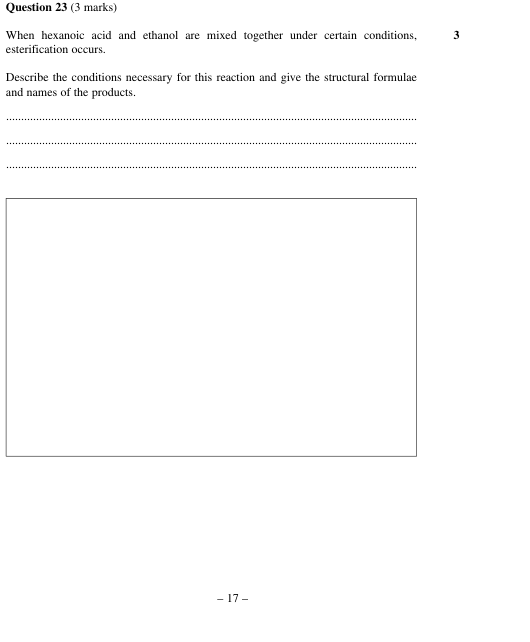 Question 23 (3 marks)
When hexanoic acid and ethanol are mixed together under certain conditions, 3
esterification occurs.
Describe the conditions necessary for this reaction and give the structural formulae
and names of the products.
– 17 –